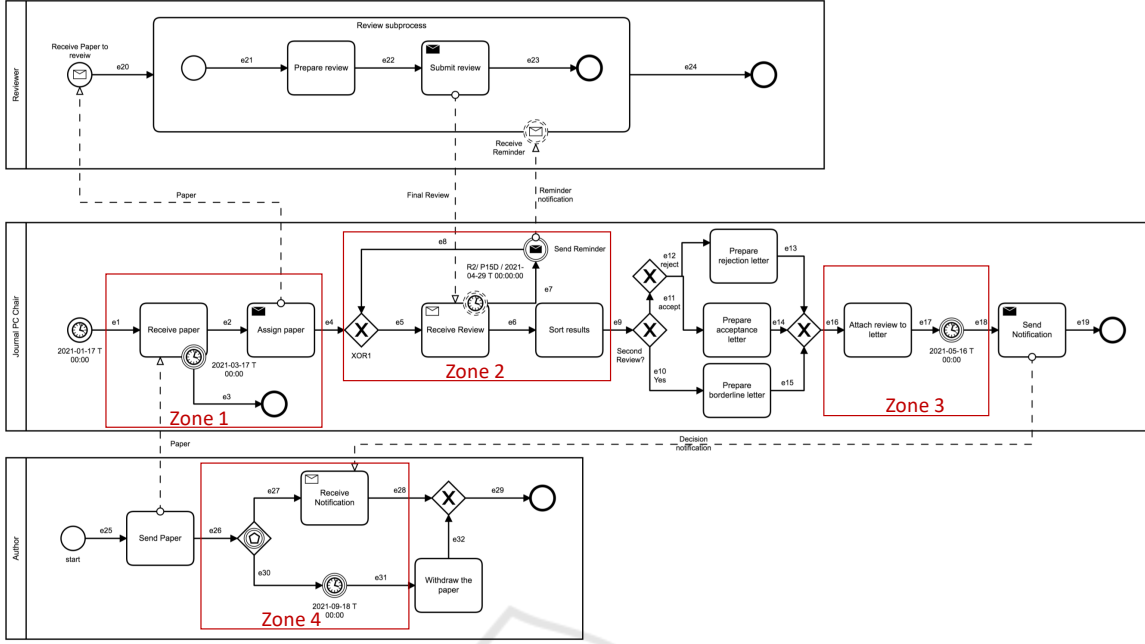 Reviewer
Receive Paper to
reveiw
e20
Review subprocess
e21
Prepare review
e22
Submit review
e23
e24
Receive
Reminder
Paper
Final Review
Reminder
notification
Journal PC Chair
2021-01-17 T
00:00
e1
Receive paper
e2
Assign paper
2021-03-17 T
00:00
e3
Zone 1
e4
XOR1
e8
Send Reminder
R2/ P15D / 2021-
04-29 T 00:00:00
e7
e5
Receive Review
e6
Sort results
Zone 2
e9
Second
Review?
e12
reject
e11
accept
e10
Yes
Prepare
rejection letter
e13
Prepare
acceptance
letter
e14
Prepare
borderline letter
e15
e16
Attach review to
letter
e17
2021-05-16 T
00:00
e18
Zone 3
Send
Notification
e19
Paper
Decision
notification
Author
start
e25
Send Paper
e26
e27
Receive
Notification
e28
e29
e30
2021-09-18 T
00:00
e31
Withdraw the
paper
e32
Zone 4